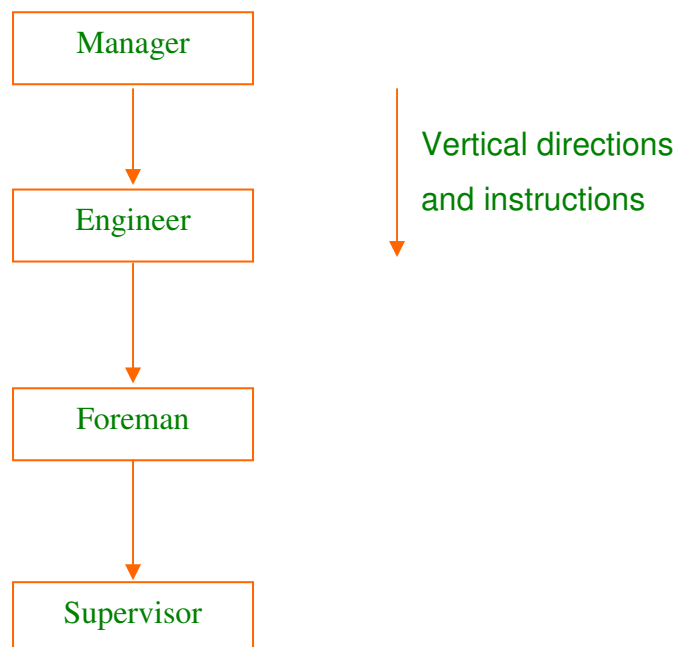 Manager
Vertical directions
and instructions
Engineer
Foreman
Supervisor